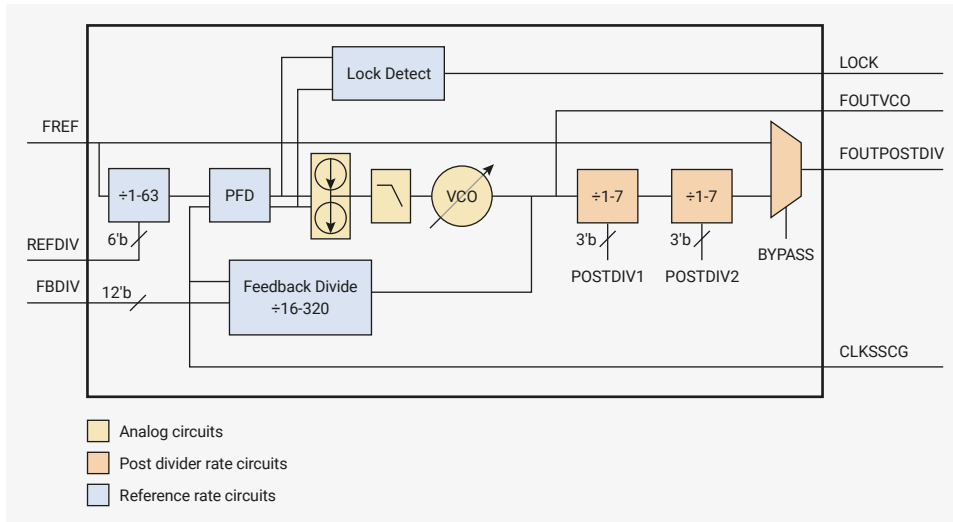 LOCK
Lock Detect
FOUTVCO
FREF
FOUTPOSTDIV
÷1-63
PFD
VCO
÷1-7
÷1-7
6'b
3'b
3'b
REFDIV
BYPASS
POSTDIV1
POSTDIV2
FBDIV
12'b
Feedback Divide
÷16-320
CLKSSCG
Analog circuits
Post divider rate circuits
Reference rate circuits